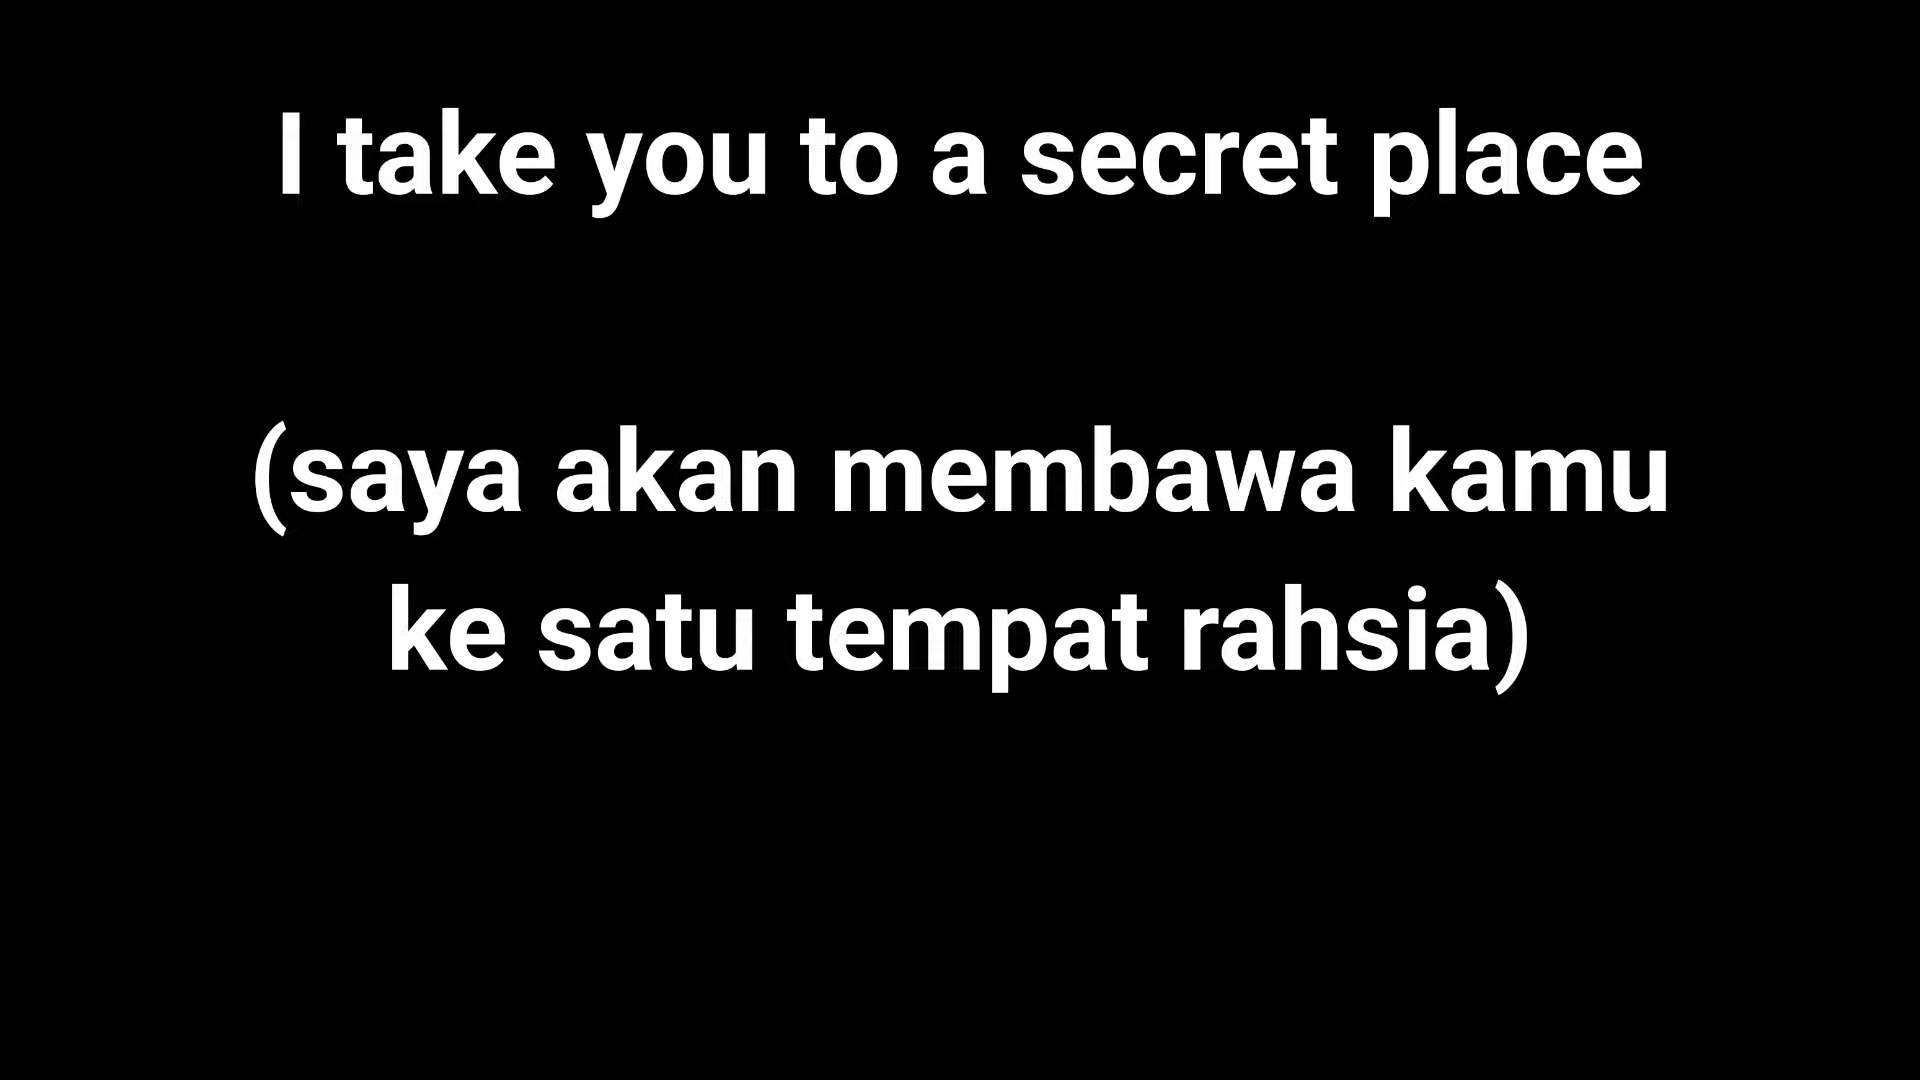 I take you to a secret place
(saya akan membawa kamu
ke satu tempat rahsia)